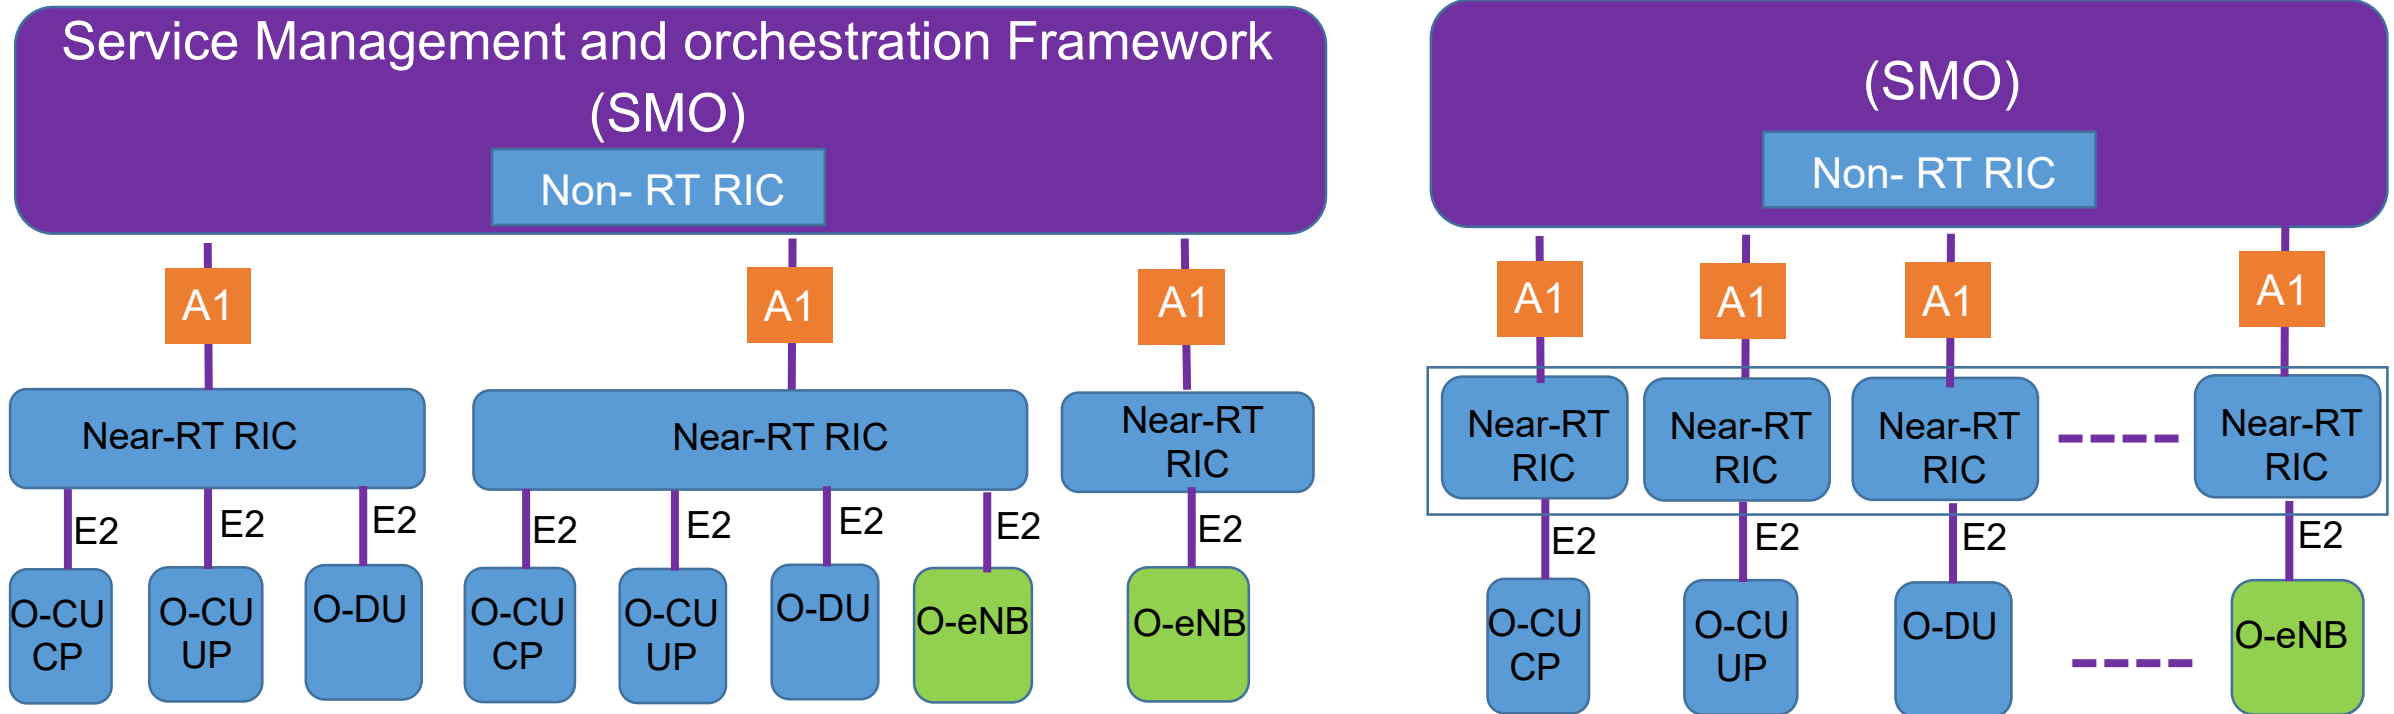 Service Management and orchestration Framework
(SMO)
Non- RT RIC
A1
A1
A1
Near-RT RIC
Near-RT RIC
Near-RT
RIC
E2
E2
E2
E2
E2
E2
E2
E2
O-CU
CP
O-CU
UP
O-DU
O-CU
CP
O-CU
UP
O-DU
O-eNB
O-eNB
(SMO)
Non- RT RIC
A1
A1
A1
A1
Near-RT
RIC
Near-RT
RIC
Near-RT
RIC
Near-RT
RIC
E2
E2
E2
E2
O-CU
CP
O-CU
UP
O-DU
O-eNB